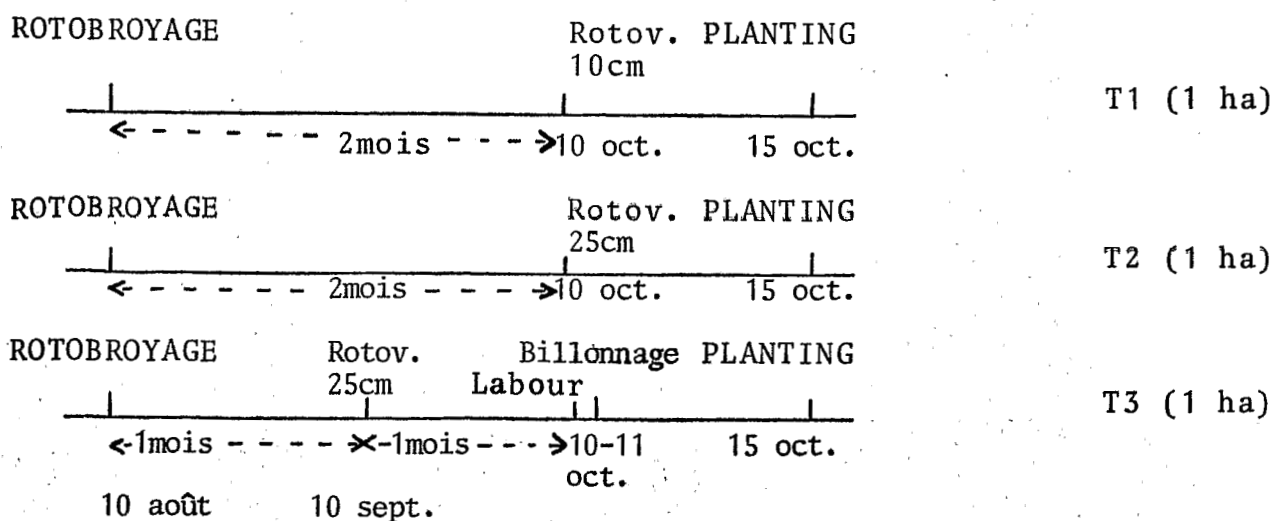 ROTOBROYAGE Rotov. PLANTING
10cm
T1 (1 ha)
2mois 10 oct. 15 oct.
ROTOBROYAGE Rotov. PLANTING
25cm
T2 (1 ha)
2mois 10 oct. 15 oct.
ROTOBROYAGE Rotov. Billonnage PLANTING
25cm Labour
T3 (1 ha)
1mois 1mois 10-11 15 oct.
oct.
10 août 10 sept.